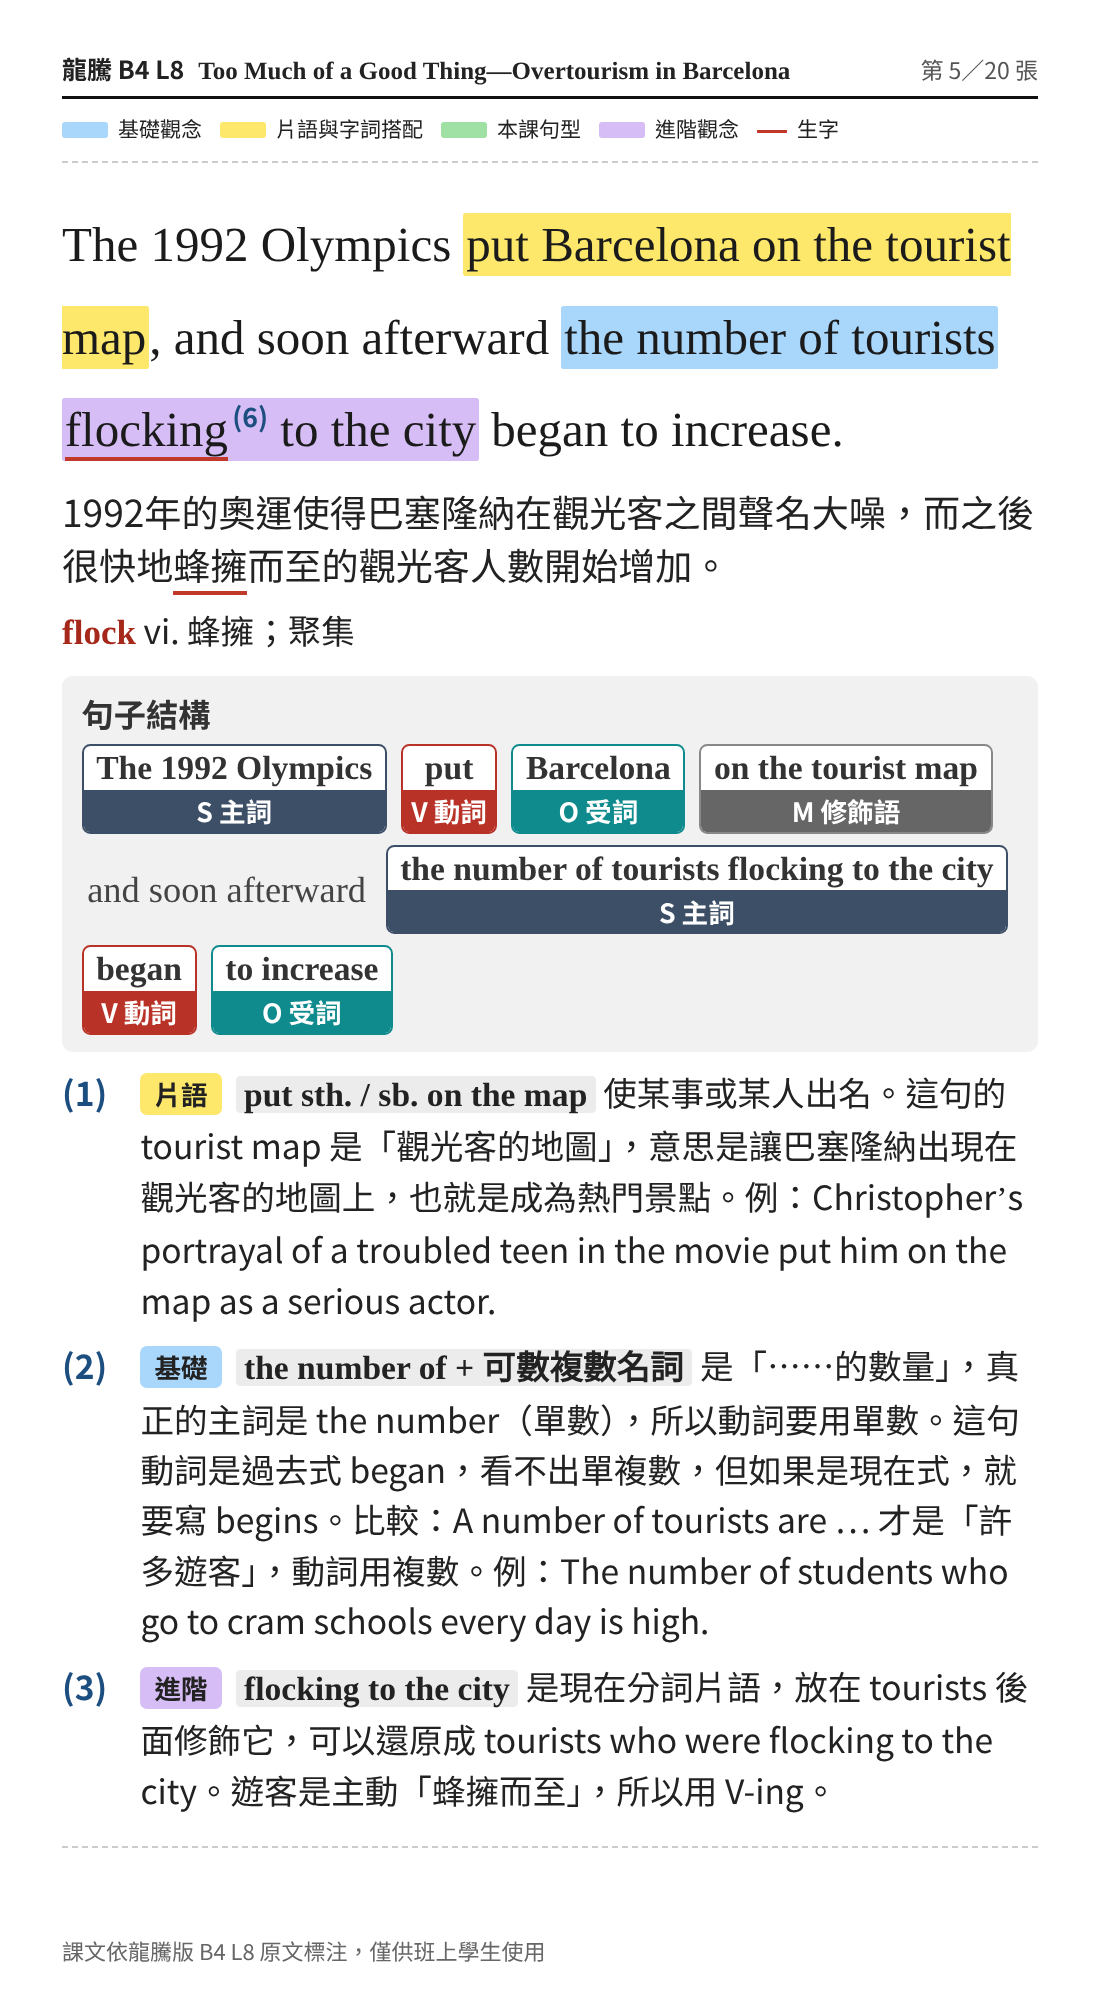 龍騰 B4 L8 Too Much of a Good Thing—Overtourism in Barcelona 第 5／20 張
基礎觀念 片語與字詞搭配 本課句型 進階觀念 生字
The 1992 Olympics put Barcelona on the tourist
map, and soon afterward the number of tourists
flocking(6) to the city began to increase.
1992年的奧運使得巴塞隆納在觀光客之間聲名大噪，而之後
很快地蜂擁而至的觀光客人數開始增加。
flock vi. 蜂擁；聚集
句子結構
The 1992 Olympics put Barcelona on the tourist map
S 主詞 V 動詞 O 受詞 M 修飾語
and soon afterward the number of tourists flocking to the city
S 主詞
began to increase
V 動詞 O 受詞
(1) 片語 put sth. / sb. on the map 使某事或某人出名。這句的
tourist map 是「觀光客的地圖」，意思是讓巴塞隆納出現在
觀光客的地圖上，也就是成為熱門景點。例：Christopher’s
portrayal of a troubled teen in the movie put him on the
map as a serious actor.
(2) 基礎 the number of + 可數複數名詞 是「……的數量」，真
正的主詞是 the number（單數），所以動詞要用單數。這句
動詞是過去式 began，看不出單複數，但如果是現在式，就
要寫 begins。比較：A number of tourists are … 才是「許
多遊客」，動詞用複數。例：The number of students who
go to cram schools every day is high.
(3) 進階 flocking to the city 是現在分詞片語，放在 tourists 後
面修飾它，可以還原成 tourists who were flocking to the
city。遊客是主動「蜂擁而至」，所以用 V-ing。
課文依龍騰版 B4 L8 原文標注，僅供班上學生使用